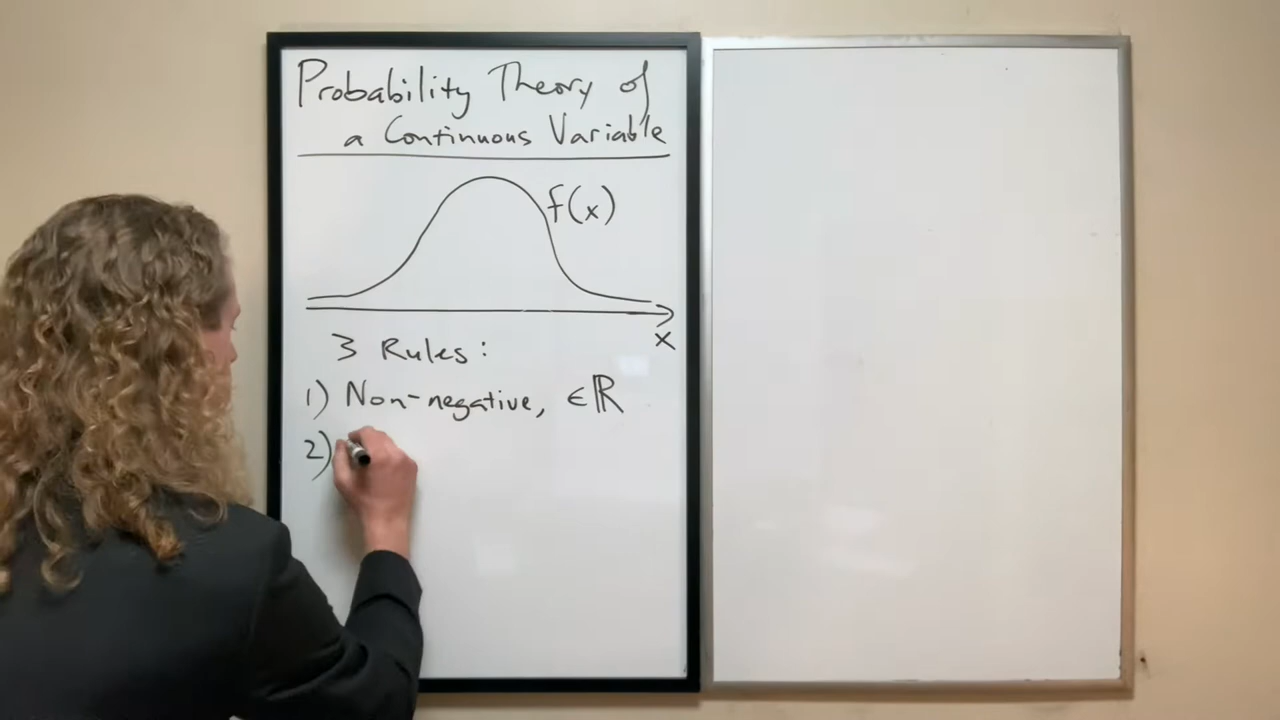 Probability Theory of
a Continuous Variable
f(x)
x
3 Rules:
1) Non-negative, ∈ℝ
2)